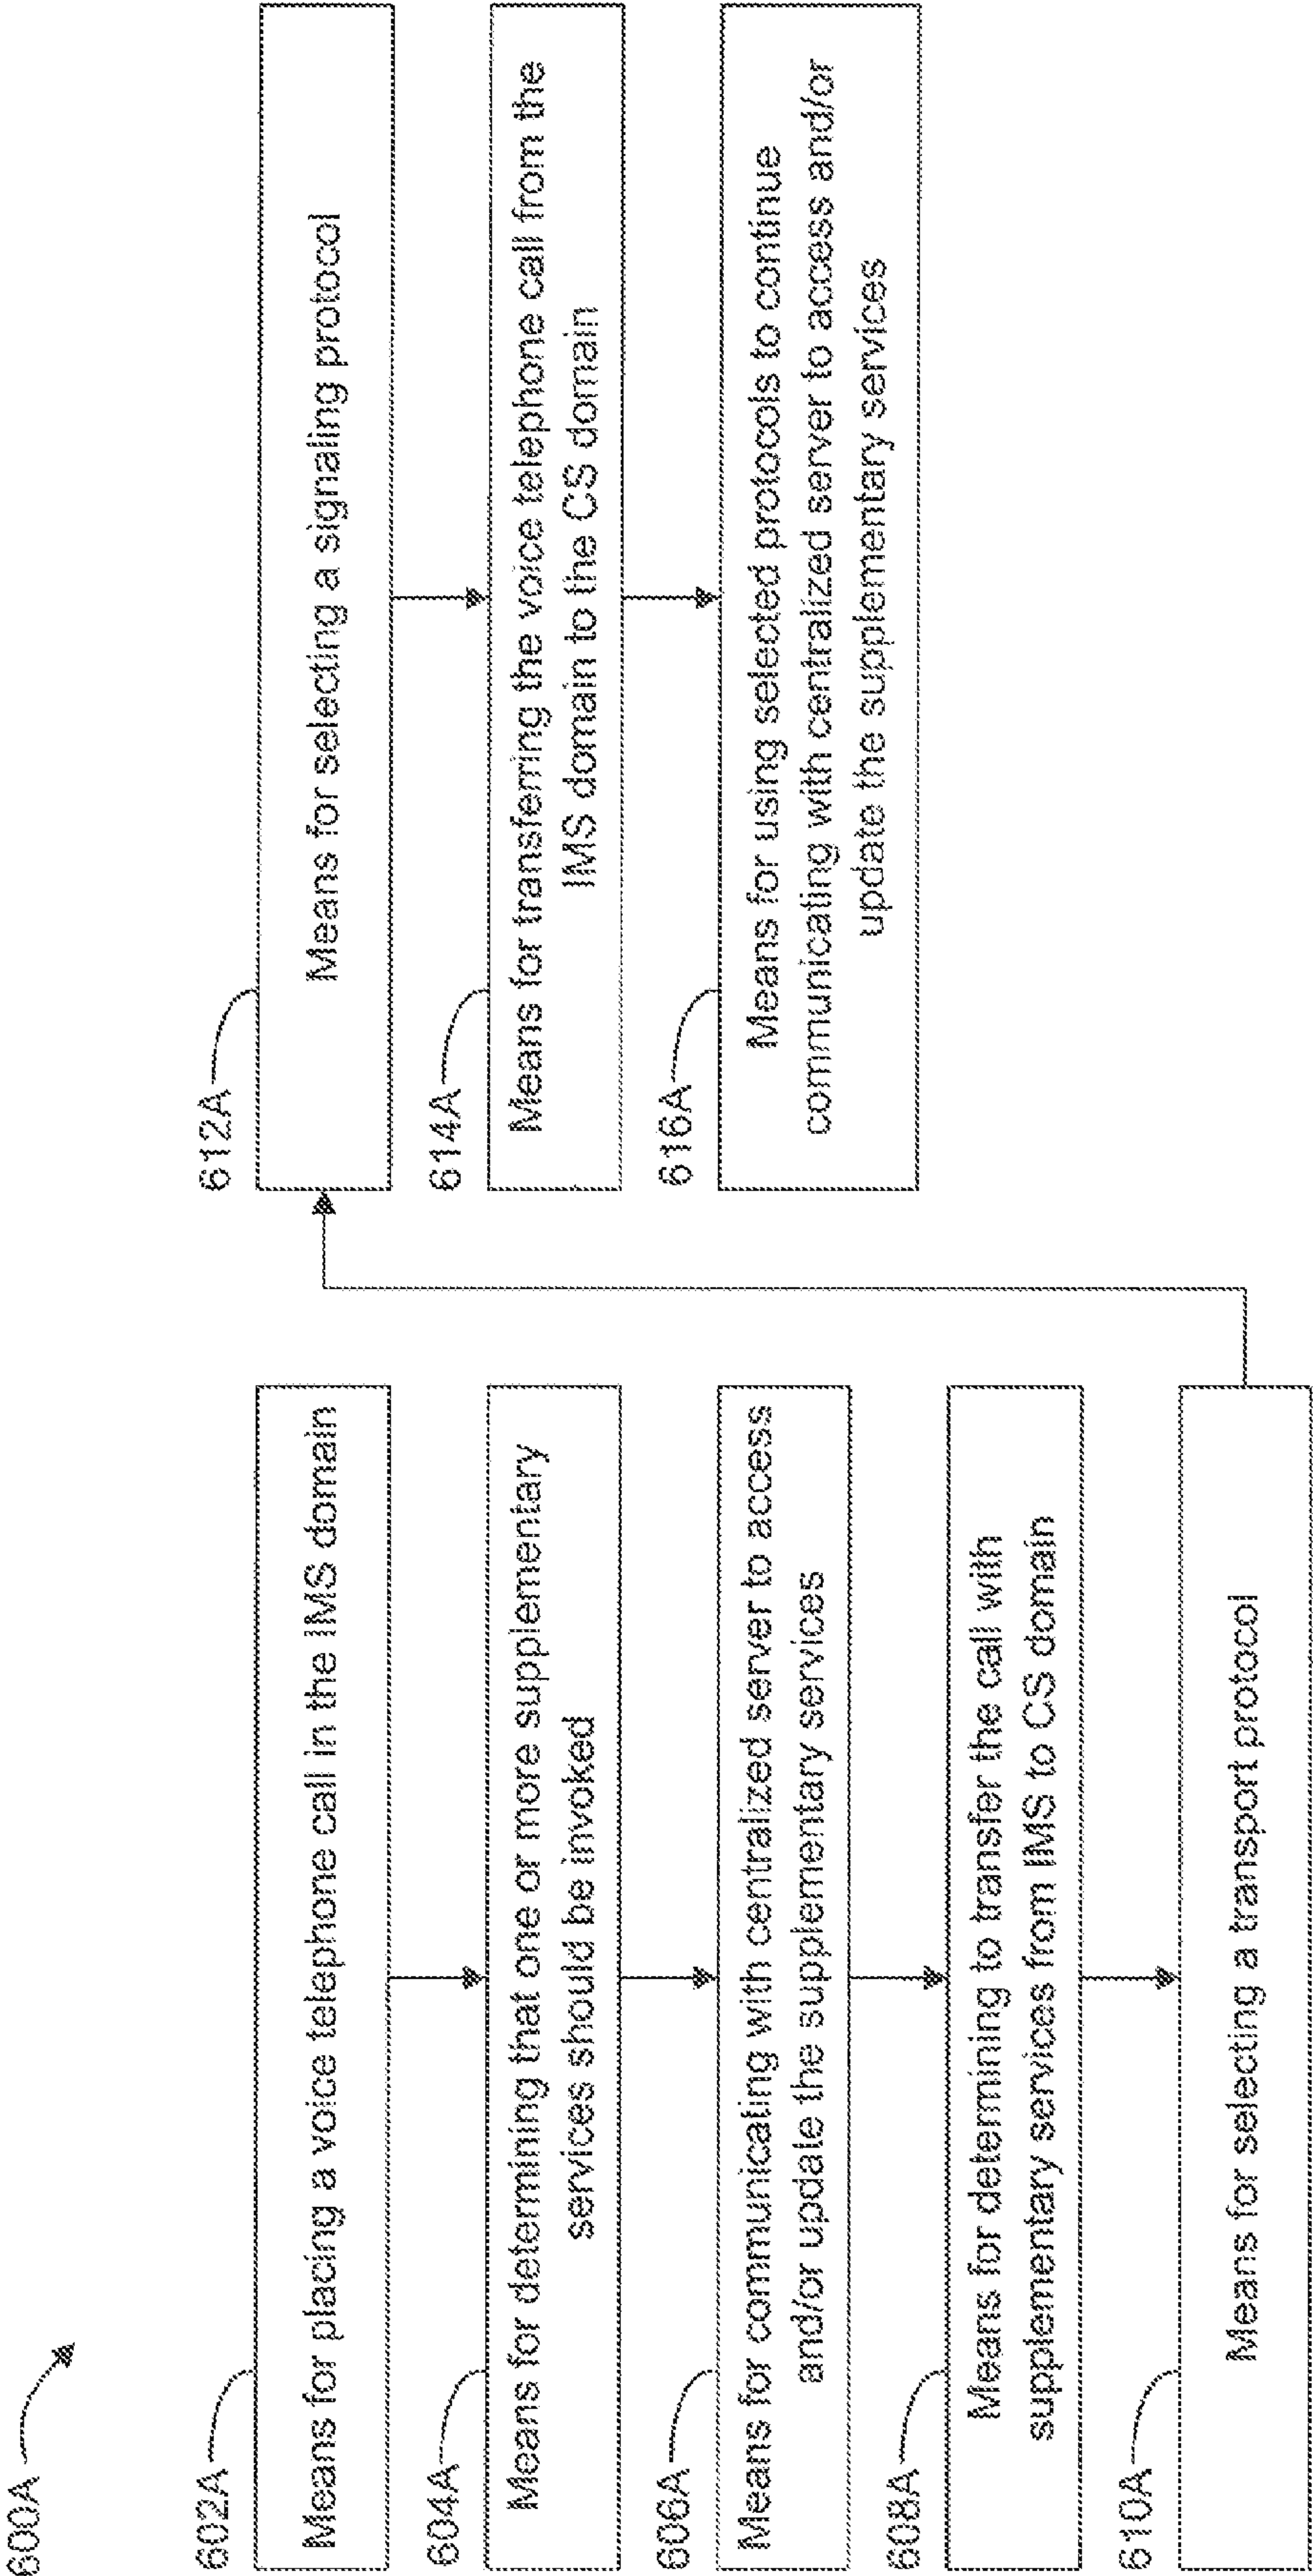 600A
602A
Means for placing a voice telephone call in the IMS domain
604A
Means for determining that one or more supplementary
services should be invoked
606A
Means for communicating with centralized server to access
and/or update the supplementary services
608A
Means for determining to transfer the call with
supplementary services from IMS to CS domain
610A
Means for selecting a transport protocol
612A
Means for selecting a signaling protocol
614A
Means for transferring the voice telephone call from the
IMS domain to the CS domain
616A
Means for using selected protocols to continue
communicating with centralized server to access and/or
update the supplementary services